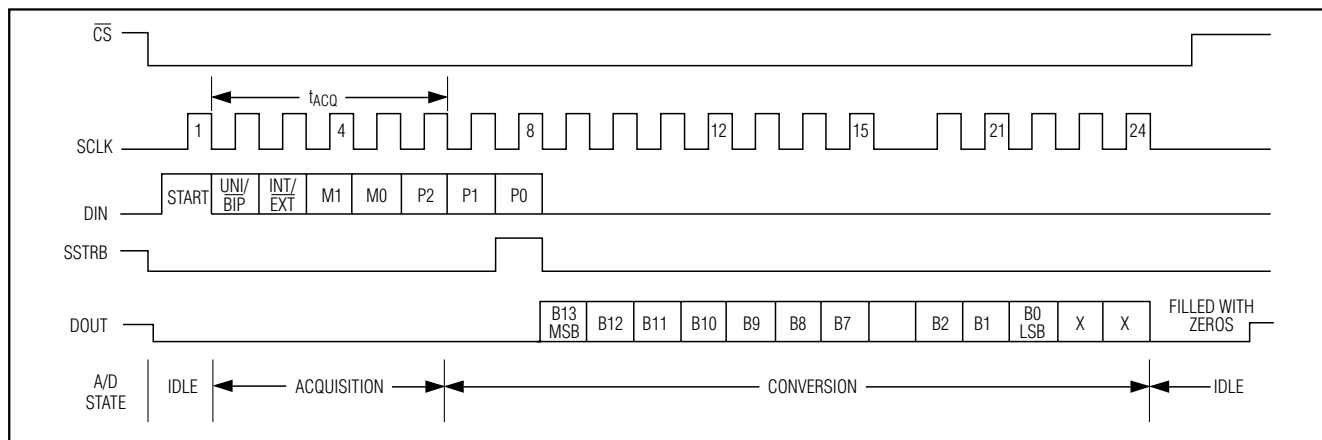 CS
tACQ
SCLK 1 4 8 12 15 21 24
DIN START UNI/ BIP INT/ EXT M1 M0 P2 P1 P0
SSTRB
DOUT B13 MSB B12 B11 B10 B9 B8 B7 B2 B1 B0 LSB X X FILLED WITH ZEROS
A/D STATE IDLE ACQUISITION CONVERSION IDLE